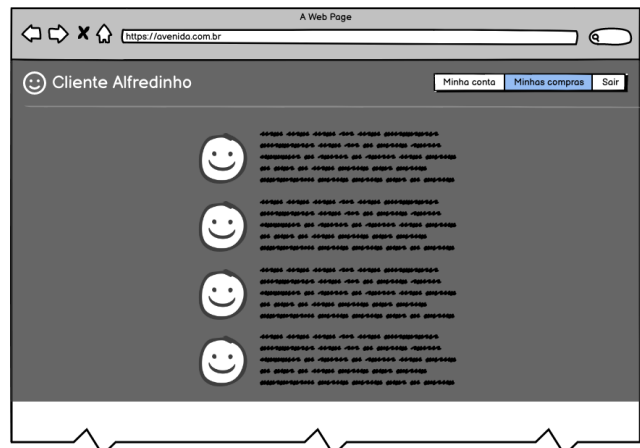 A Web Page
https://avenida.com.br
Cliente Alfredinho
Minha conta Minhas compras Sair